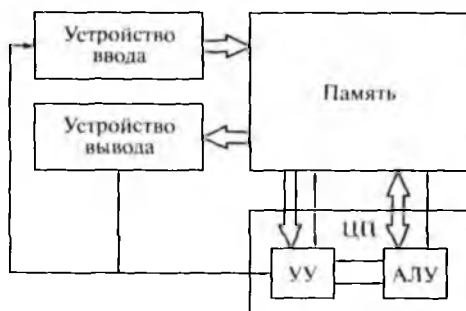 Устройство
ввода
Память
Устройство
вывода
ЦП
УУ
АЛУ